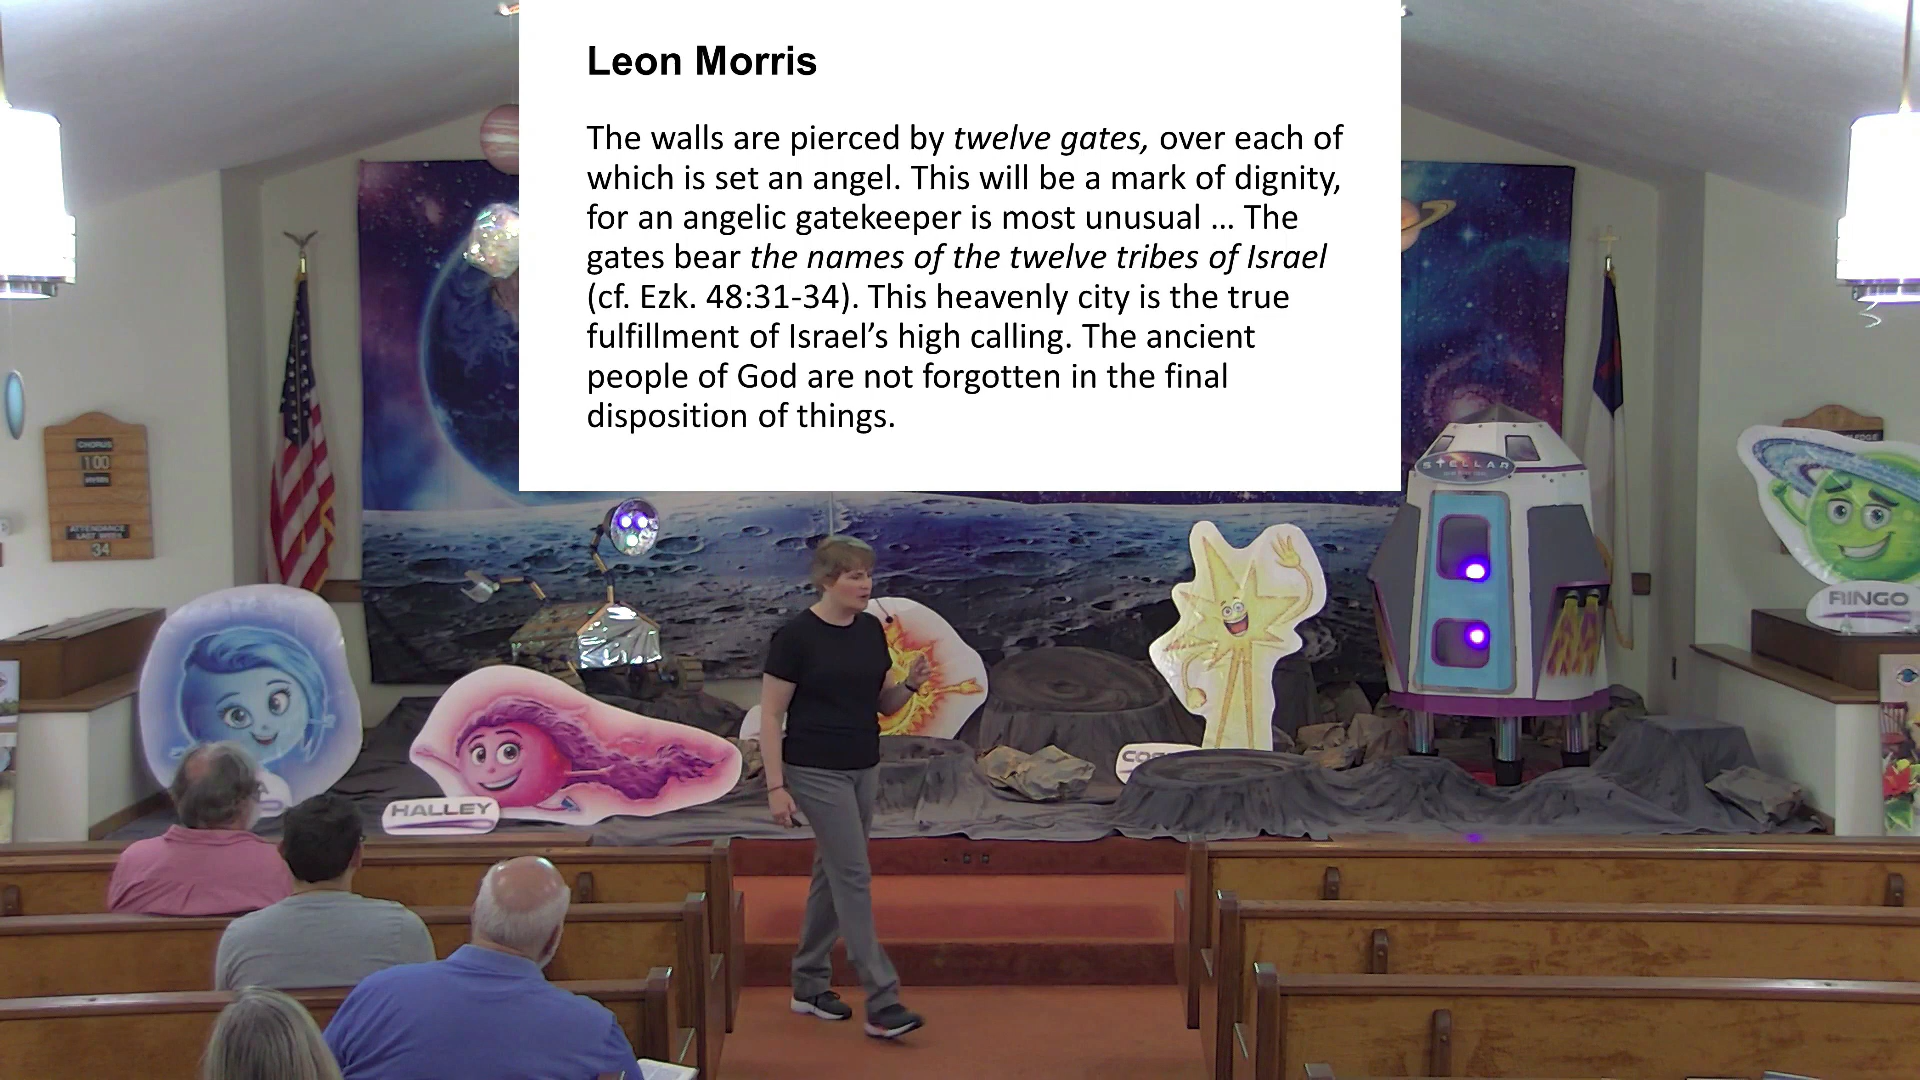 Leon Morris
The walls are pierced by twelve gates, over each of
which is set an angel. This will be a mark of dignity,
for an angelic gatekeeper is most unusual … The
gates bear the names of the twelve tribes of Israel
(cf. Ezk. 48:31-34). This heavenly city is the true
fulfillment of Israel’s high calling. The ancient
people of God are not forgotten in the final
disposition of things.
CHORUS
100
ATTENDANCE
LAST WEEK
34
STELLAR
RINGO
HALLEY